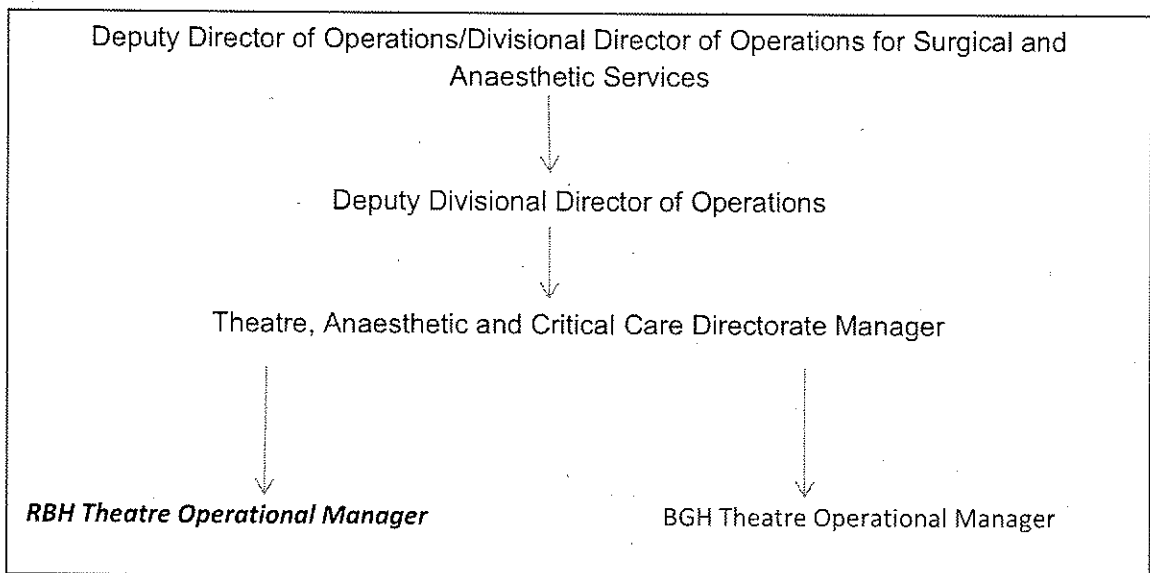 Deputy Director of Operations/Divisional Director of Operations for Surgical and
Anaesthetic Services
Deputy Divisional Director of Operations
Theatre, Anaesthetic and Critical Care Directorate Manager
RBH Theatre Operational Manager
BGH Theatre Operational Manager